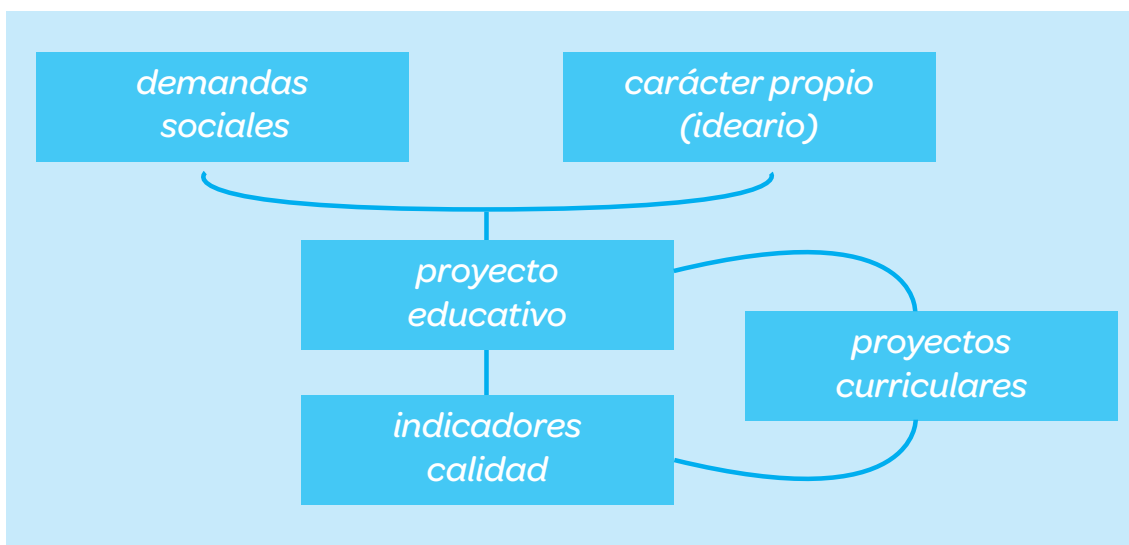 demandas
sociales
carácter propio
(ideario)
proyecto
educativo
proyectos
curriculares
indicadores
calidad